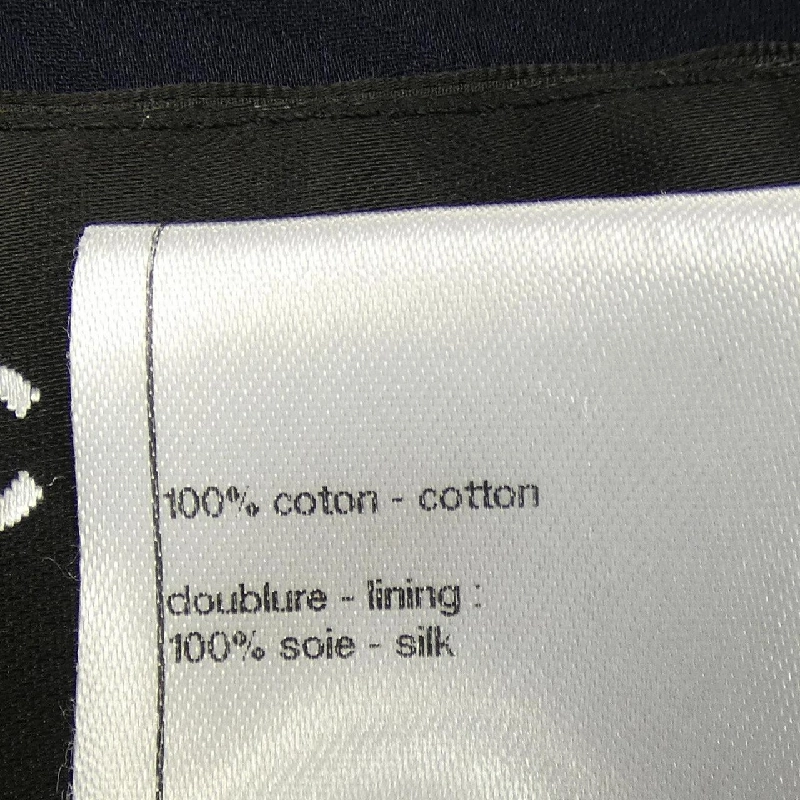 100% coton - cotton
doublure - lining :
100% soie - silk